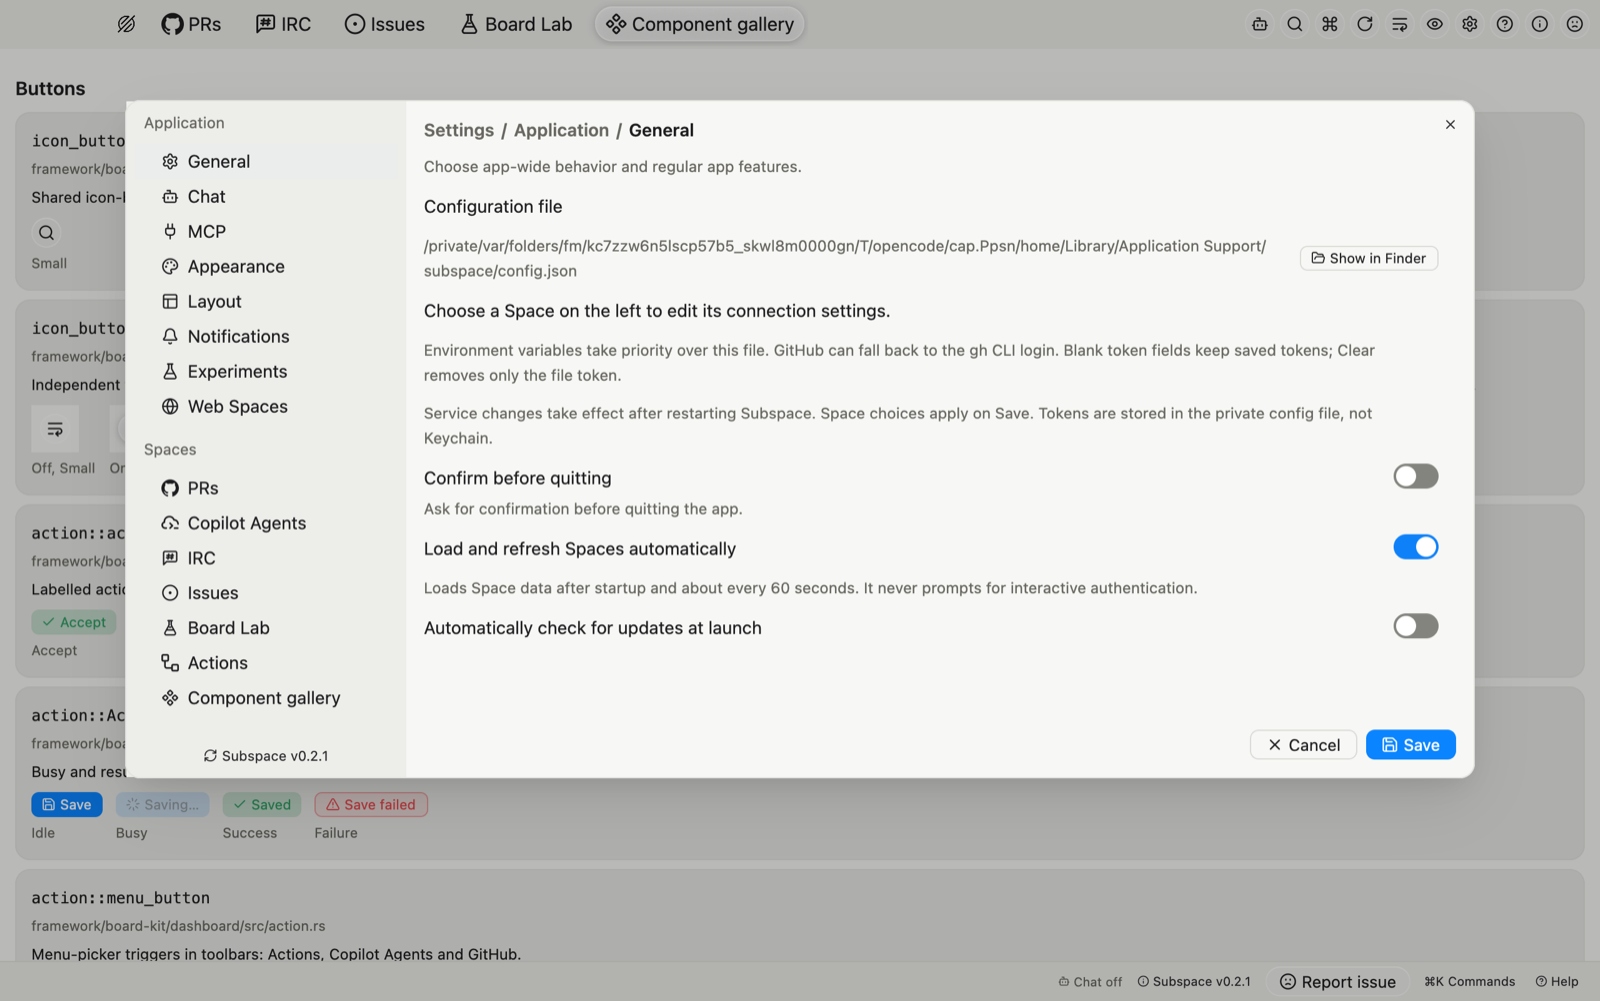 PRs
IRC
Issues
Board Lab
Component gallery
Buttons
icon_butto
framework/boa
Shared icon-l
Small
icon_butto
framework/boa
Independent
Off, Small
On
action::ac
framework/boa
Labelled actio
Accept
Accept
action::Ac
framework/boa
Busy and resu
Save
Saving...
Saved
Save failed
Idle
Busy
Success
Failure
action::menu_button
framework/board-kit/dashboard/src/action.rs
Menu-picker triggers in toolbars: Actions, Copilot Agents and GitHub.
Application
General
Chat
MCP
Appearance
Layout
Notifications
Experiments
Web Spaces
Spaces
PRs
Copilot Agents
IRC
Issues
Board Lab
Actions
Component gallery
Subspace v0.2.1
Settings / Application / General
Choose app-wide behavior and regular app features.
Configuration file
/private/var/folders/fm/kc7zzw6n5lscp57b5_skwl8m0000gn/T/opencode/cap.Ppsn/home/Library/Application Support/
subspace/config.json
Show in Finder
Choose a Space on the left to edit its connection settings.
Environment variables take priority over this file. GitHub can fall back to the gh CLI login. Blank token fields keep saved tokens; Clear
removes only the file token.
Service changes take effect after restarting Subspace. Space choices apply on Save. Tokens are stored in the private config file, not
Keychain.
Confirm before quitting
Ask for confirmation before quitting the app.
Load and refresh Spaces automatically
Loads Space data after startup and about every 60 seconds. It never prompts for interactive authentication.
Automatically check for updates at launch
Cancel
Save
Chat off
Subspace v0.2.1
Report issue
⌘K Commands
Help